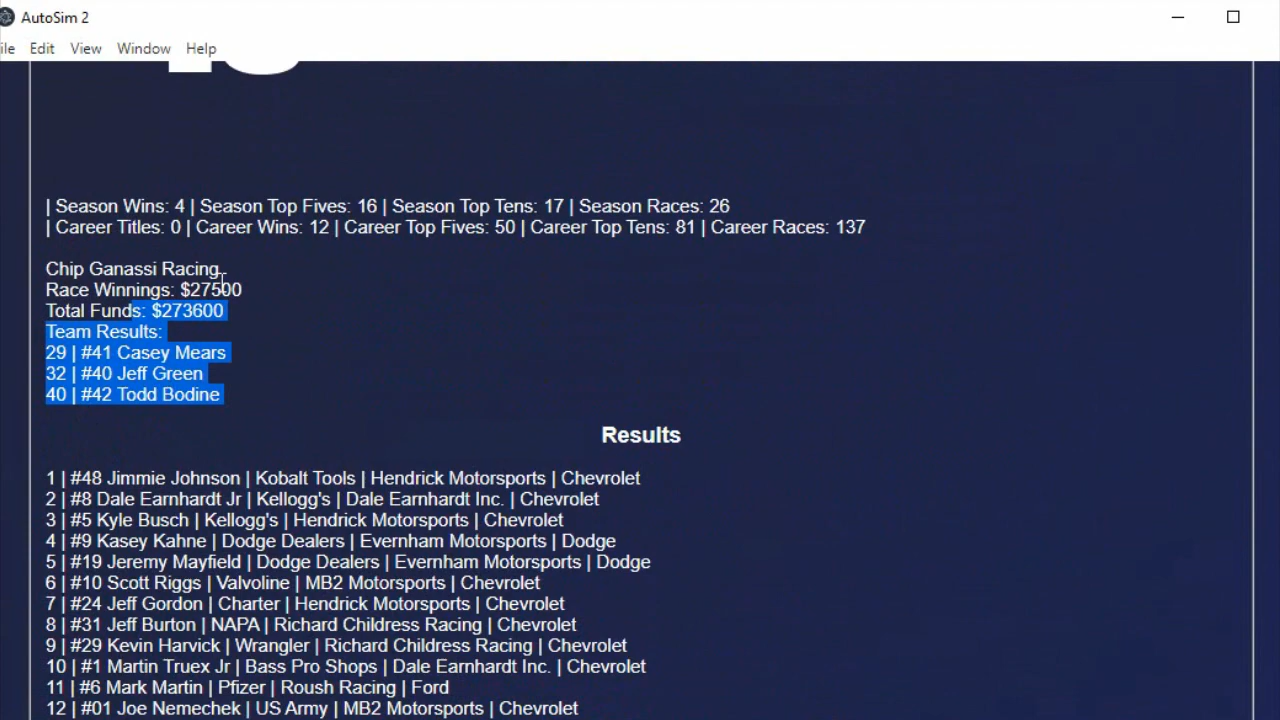 AutoSim 2
ile Edit View Window Help
| Season Wins: 4 | Season Top Fives: 16 | Season Top Tens: 17 | Season Races: 26
| Career Titles: 0 | Career Wins: 12 | Career Top Fives: 50 | Career Top Tens: 81 | Career Races: 137
Chip Ganassi Racing
Race Winnings: $27500
Total Funds: $273600
Team Results:
29 | #41 Casey Mears
32 | #40 Jeff Green
40 | #42 Todd Bodine
Results
1 | #48 Jimmie Johnson | Kobalt Tools | Hendrick Motorsports | Chevrolet
2 | #8 Dale Earnhardt Jr | Kellogg's | Dale Earnhardt Inc. | Chevrolet
3 | #5 Kyle Busch | Kellogg's | Hendrick Motorsports | Chevrolet
4 | #9 Kasey Kahne | Dodge Dealers | Evernham Motorsports | Dodge
5 | #19 Jeremy Mayfield | Dodge Dealers | Evernham Motorsports | Dodge
6 | #10 Scott Riggs | Valvoline | MB2 Motorsports | Chevrolet
7 | #24 Jeff Gordon | Charter | Hendrick Motorsports | Chevrolet
8 | #31 Jeff Burton | NAPA | Richard Childress Racing | Chevrolet
9 | #29 Kevin Harvick | Wrangler | Richard Childress Racing | Chevrolet
10 | #1 Martin Truex Jr | Bass Pro Shops | Dale Earnhardt Inc. | Chevrolet
11 | #6 Mark Martin | Pfizer | Roush Racing | Ford
12 | #01 Joe Nemechek | US Army | MB2 Motorsports | Chevrolet